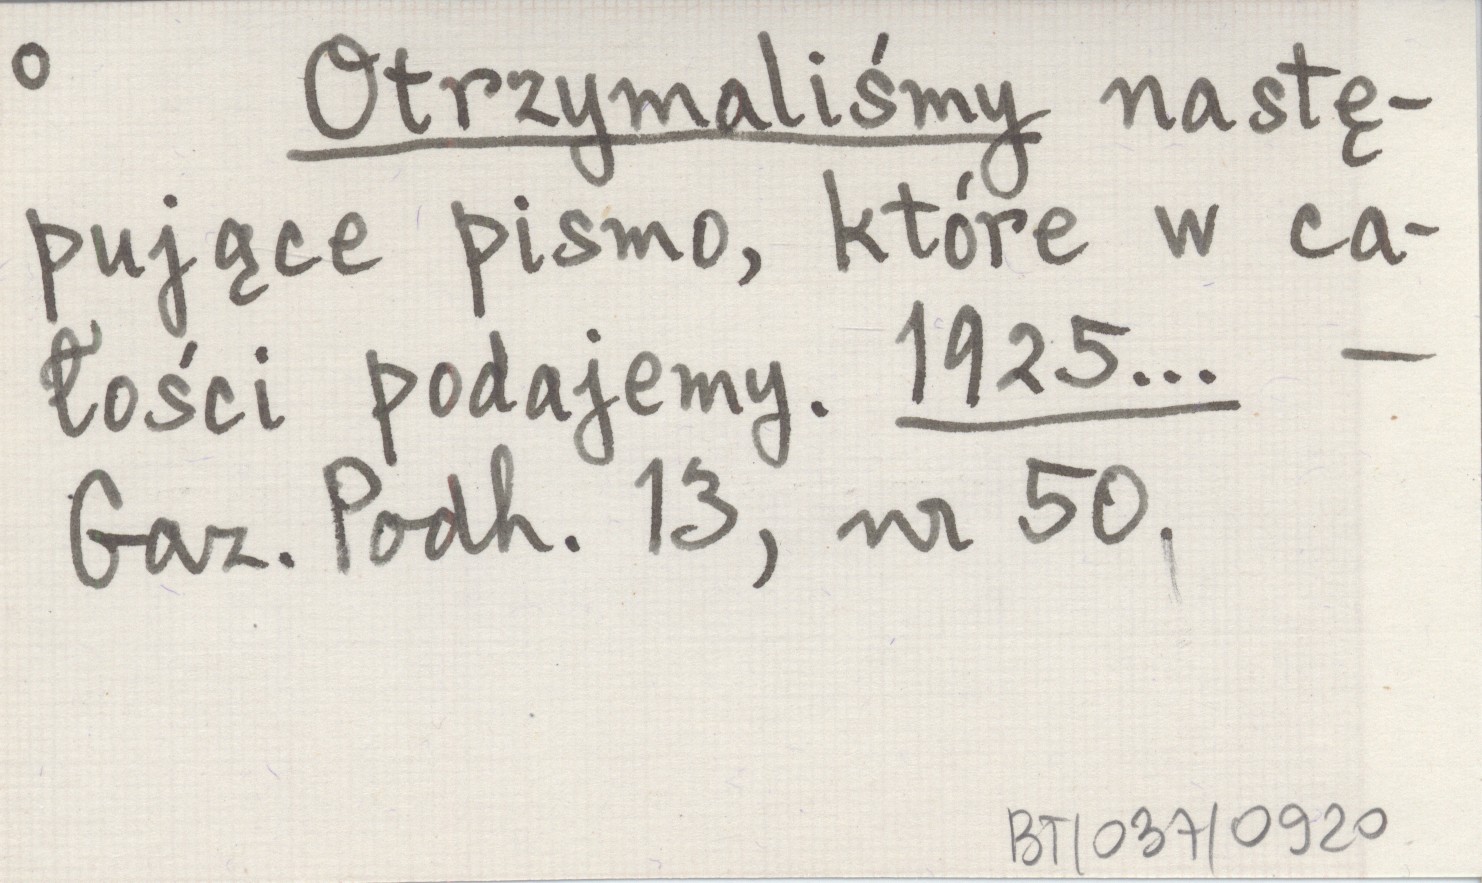 o Otrzymaliśmy nastę-
pujące pismo, które w ca-
łości podajemy. 1925... —
Gaz. Podh. 13, nr 50.
BT/037/0920